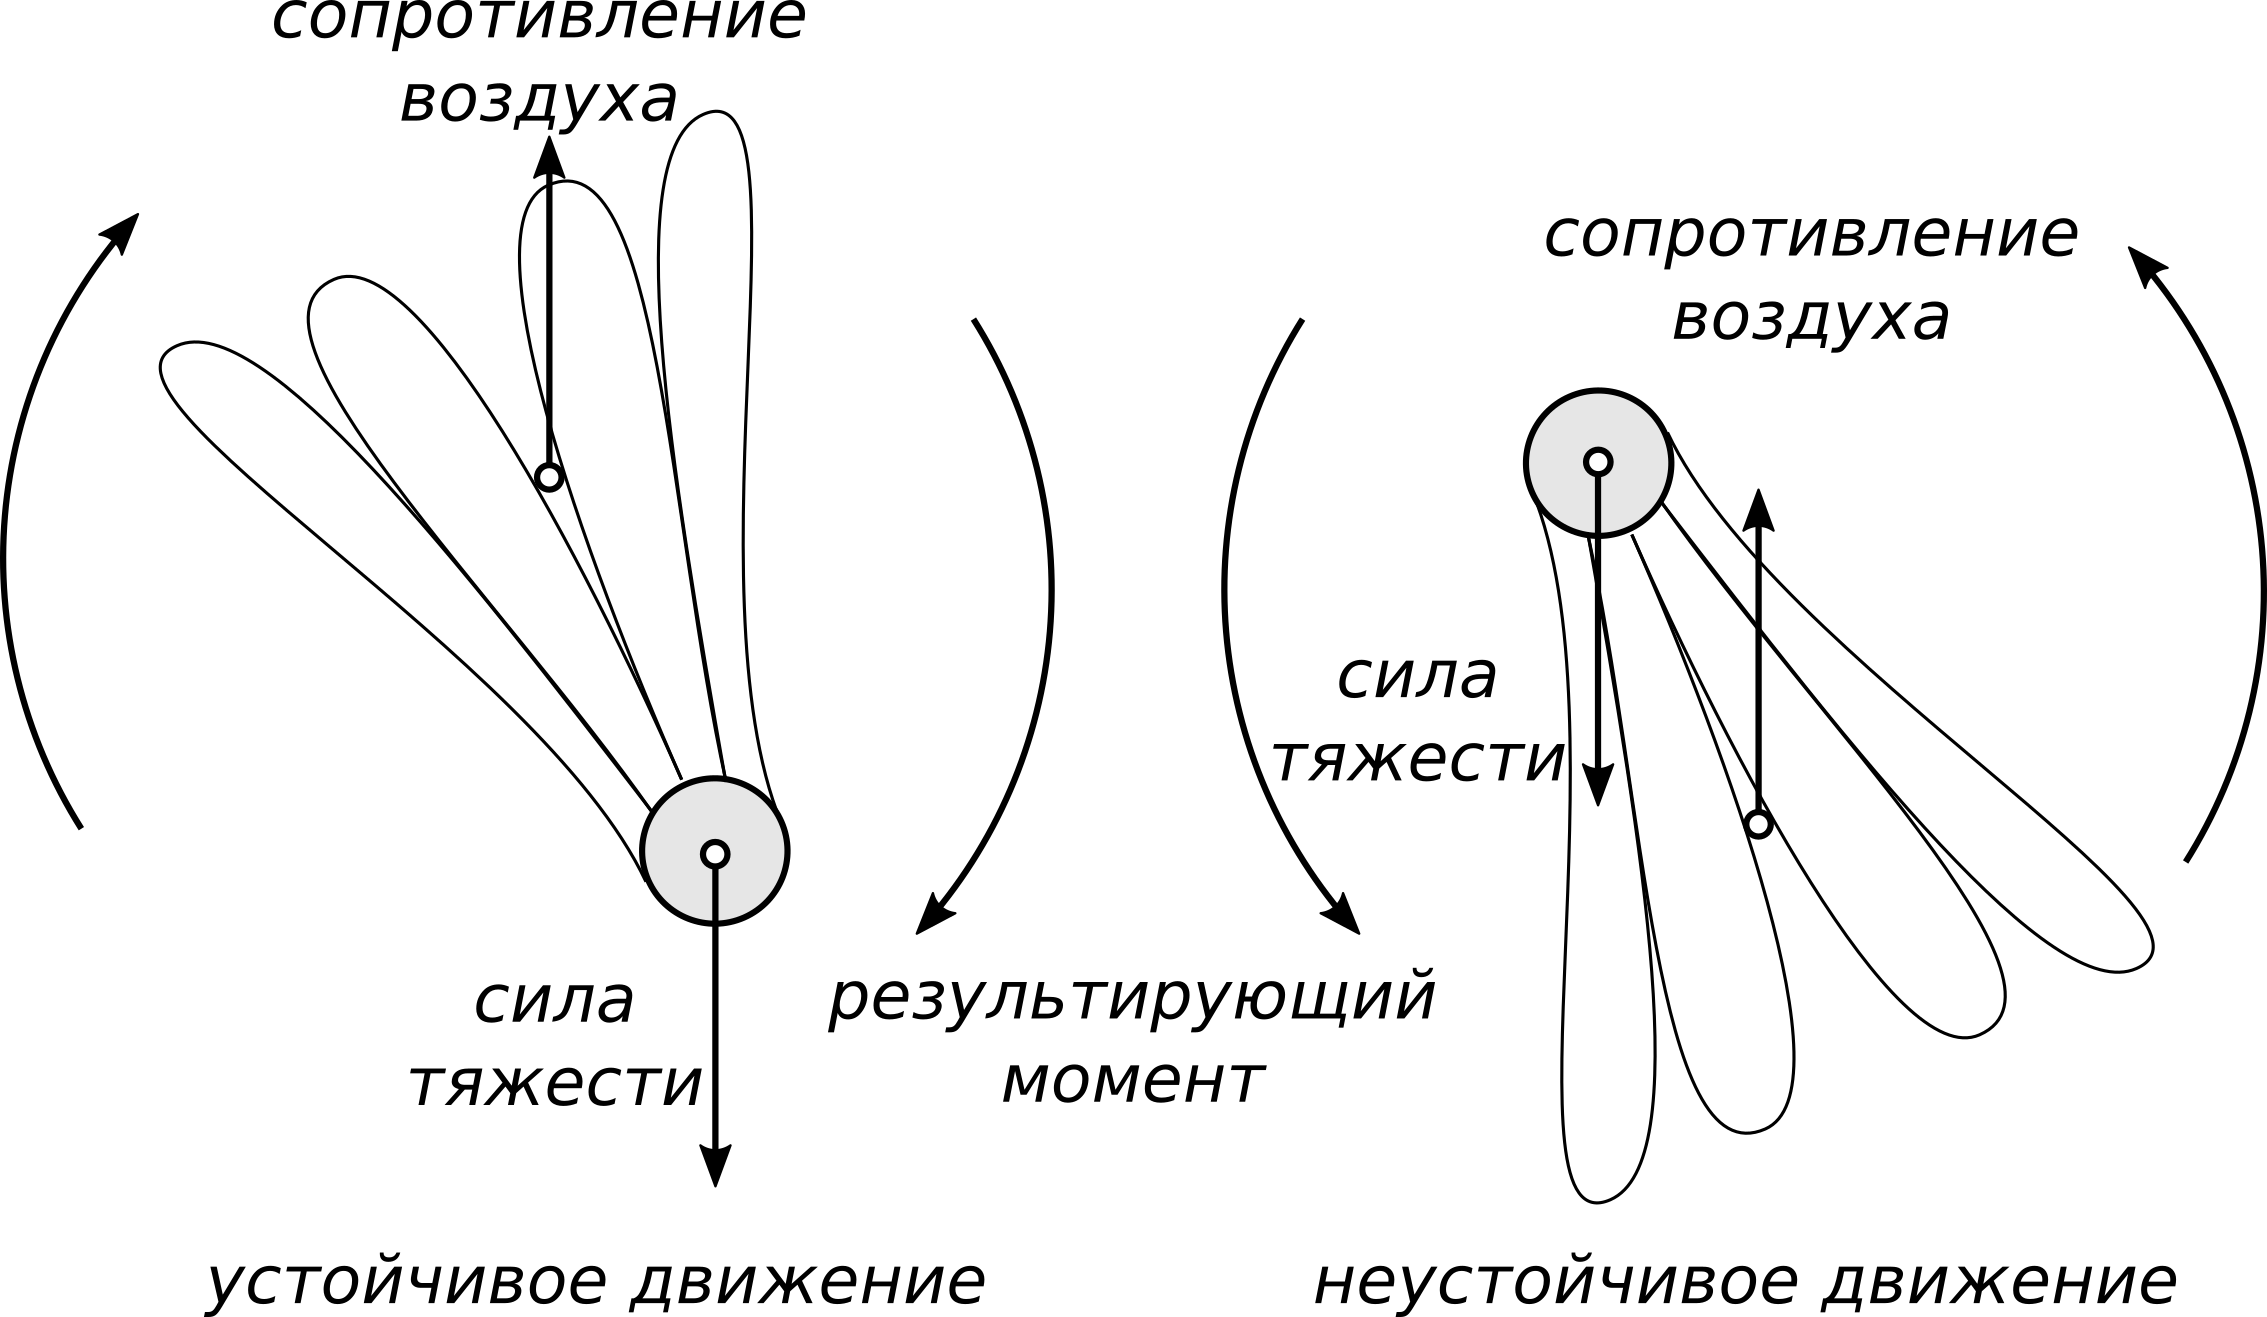 сопротивление
воздуха
сила
тяжести
результирующий
момент
сопротивление
воздуха
сила
тяжести
устойчивое движение
неустойчивое движение